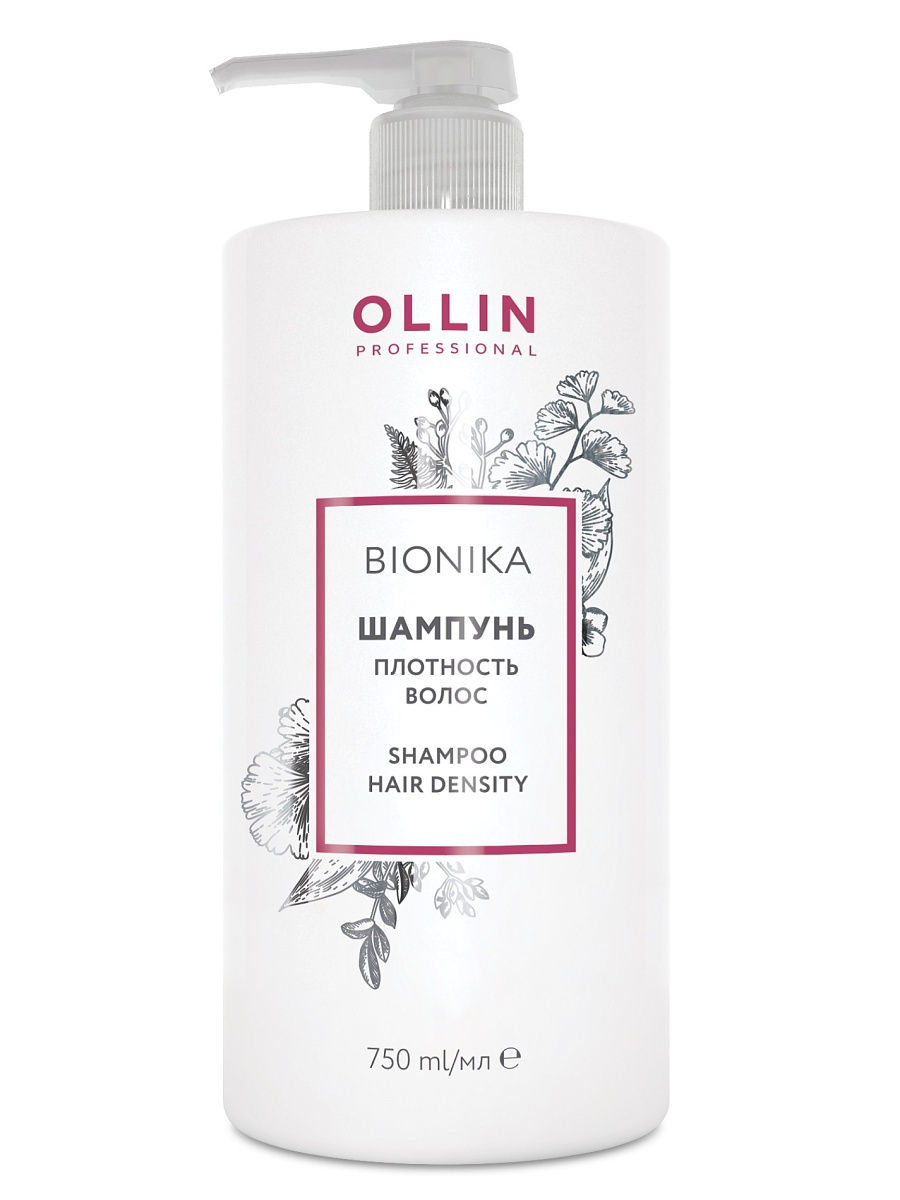 OLLIN
PROFESSIONAL
BIONIKA
ШАМПУНЬ
ПЛОТНОСТЬ
ВОЛОС
SHAMPOO
HAIR DENSITY
750 ml/мл ℮